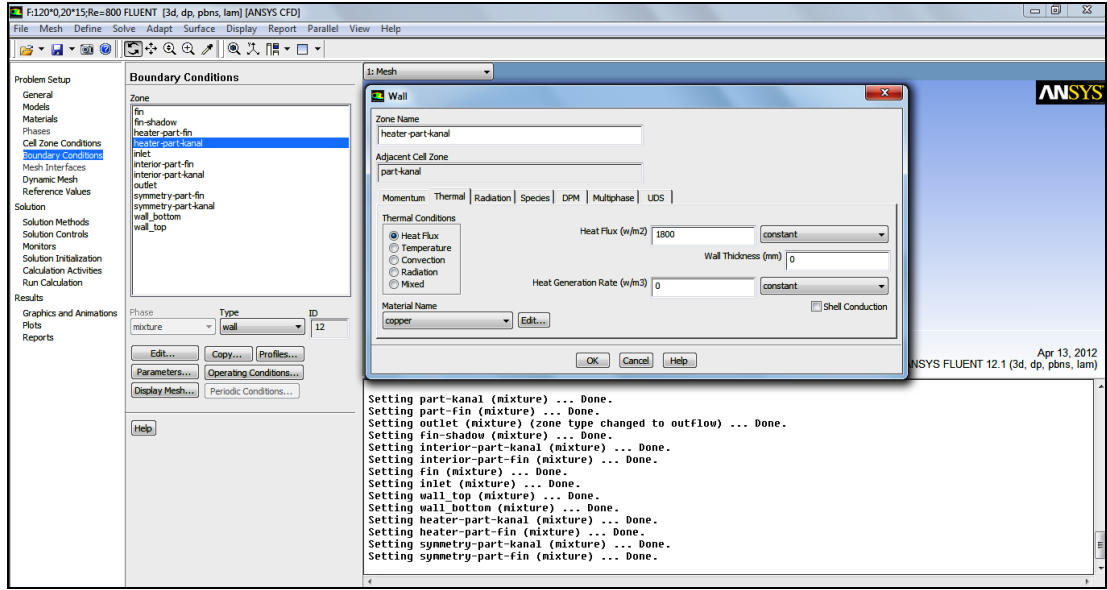 F:120*0,20*15;Re=800 FLUENT [3d, dp, pbns, lam] [ANSYS CFD]
File Mesh Define Solve Adapt Surface Display Report Parallel View Help
Problem Setup
General
Models
Materials
Phases
Cell Zone Conditions
Boundary Conditions
Mesh Interfaces
Dynamic Mesh
Reference Values
Solution
Solution Methods
Solution Controls
Monitors
Solution Initialization
Calculation Activities
Run Calculation
Results
Graphics and Animations
Plots
Reports
Boundary Conditions
Zone
fin
fin-shadow
heater-part-fin
heater-part-kanal
inlet
interior-part-fin
interior-part-kanal
outlet
symmetry-part-fin
symmetry-part-kanal
wall_bottom
wall_top
Phase Type ID
mixture wall 12
Edit... Copy... Profiles...
Parameters... Operating Conditions...
Display Mesh... Periodic Conditions...
Help
1: Mesh
ANSYS
Wall
Zone Name
heater-part-kanal
Adjacent Cell Zone
part-kanal
Momentum Thermal Radiation Species DPM Multiphase UDS
Thermal Conditions
Heat Flux
Temperature
Convection
Radiation
Mixed
Heat Flux (w/m2) 1800 constant
Wall Thickness (mm) 0
Heat Generation Rate (w/m3) 0 constant
Shell Conduction
Material Name
copper Edit...
OK Cancel Help
Apr 13, 2012
NSYS FLUENT 12.1 (3d, dp, pbns, lam)
Setting part-kanal (mixture) ... Done.
Setting part-fin (mixture) ... Done.
Setting outlet (mixture) (zone type changed to outflow) ... Done.
Setting fin-shadow (mixture) ... Done.
Setting interior-part-kanal (mixture) ... Done.
Setting interior-part-fin (mixture) ... Done.
Setting fin (mixture) ... Done.
Setting inlet (mixture) ... Done.
Setting wall_top (mixture) ... Done.
Setting wall_bottom (mixture) ... Done.
Setting heater-part-kanal (mixture) ... Done.
Setting heater-part-fin (mixture) ... Done.
Setting symmetry-part-kanal (mixture) ... Done.
Setting symmetry-part-fin (mixture) ... Done.